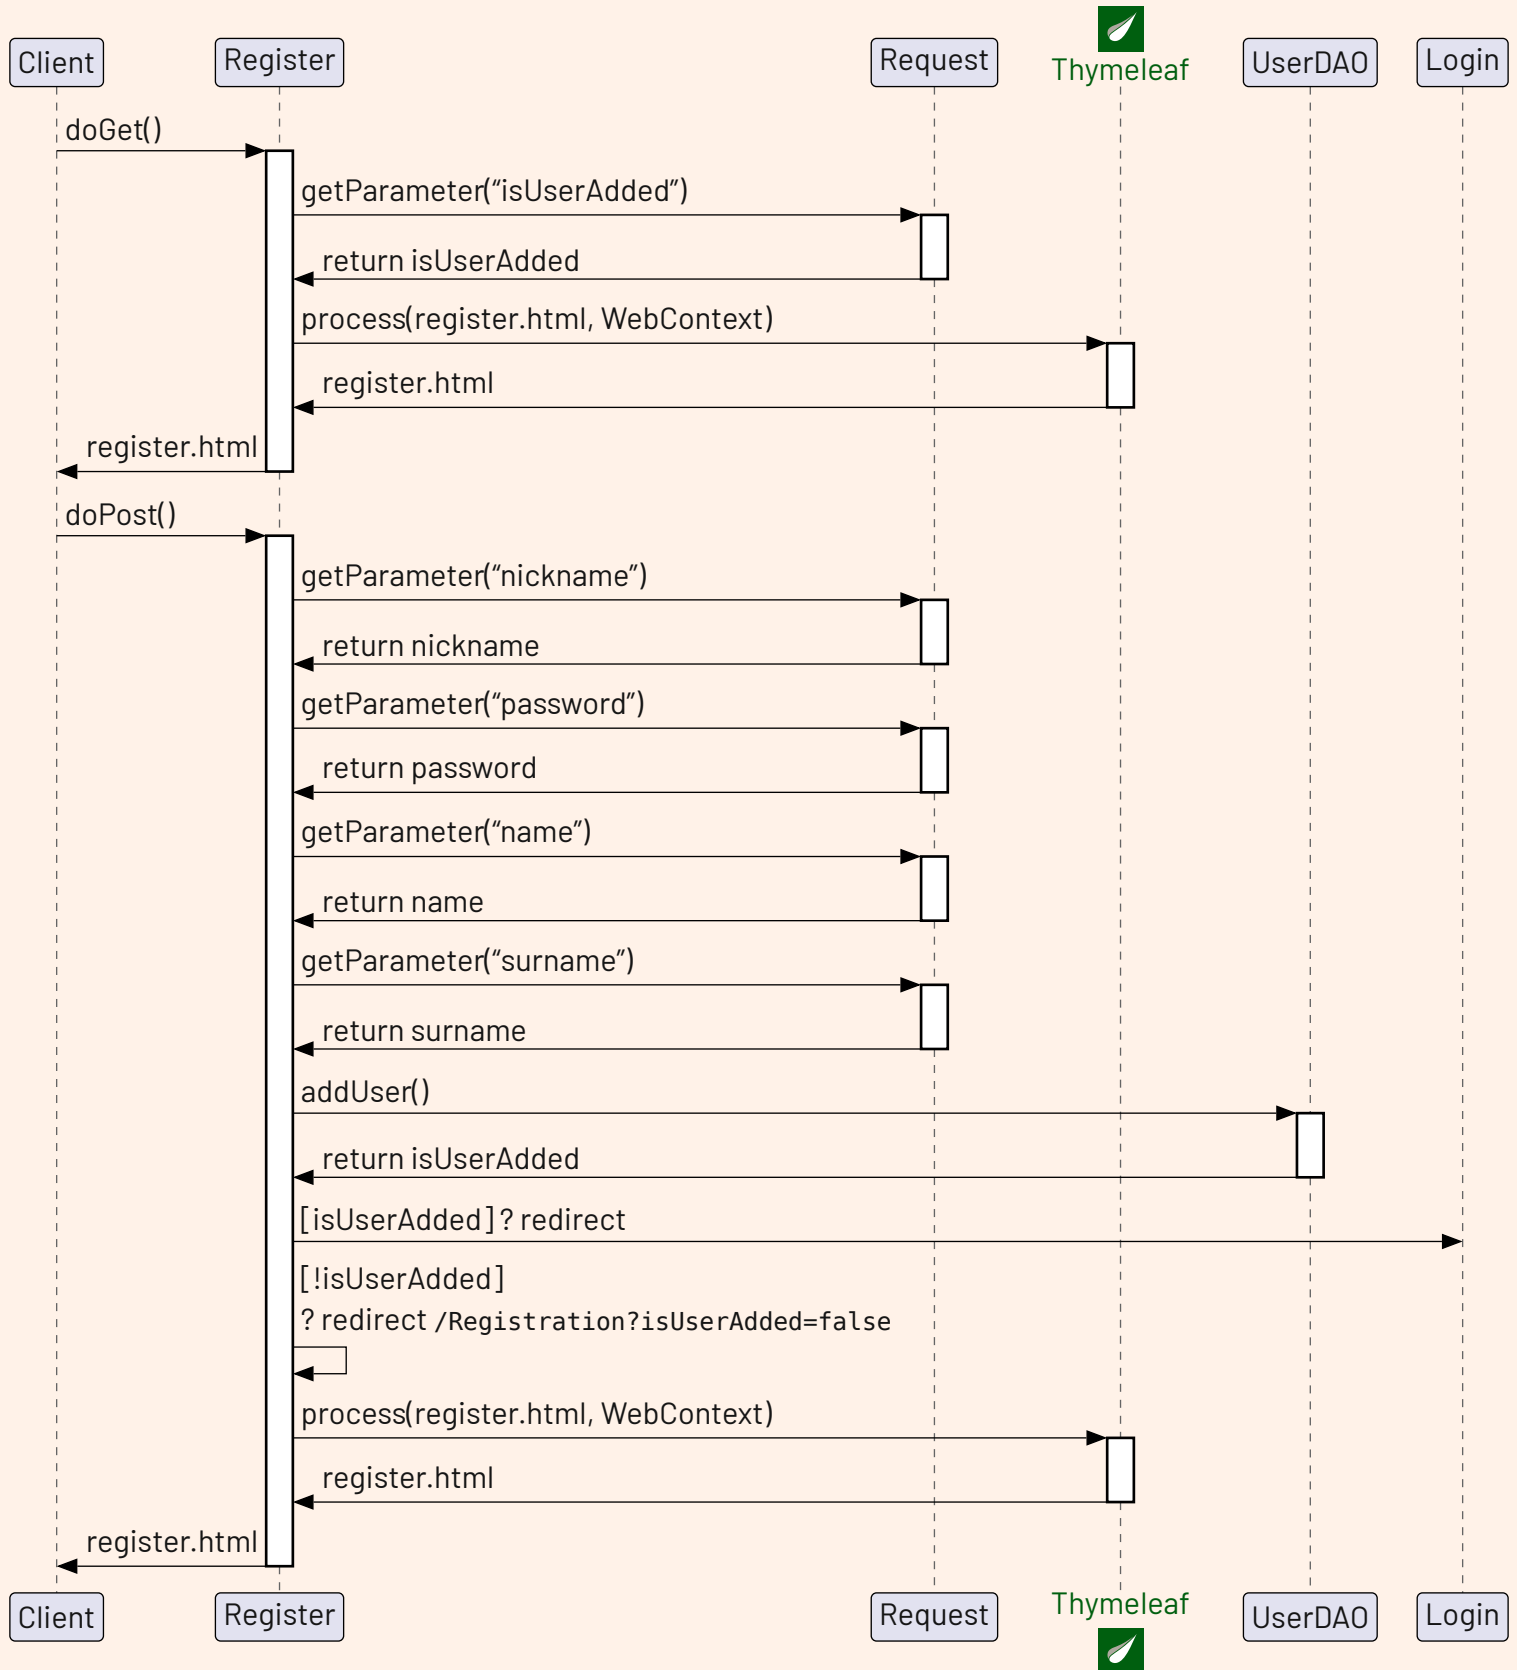 Client
Register
Request
Thymeleaf
UserDAO
Login
doGet()
getParameter(“isUserAdded”)
return isUserAdded
process(register.html, WebContext)
register.html
register.html
doPost()
getParameter(“nickname”)
return nickname
getParameter(“password”)
return password
getParameter(“name”)
return name
getParameter(“surname”)
return surname
addUser()
return isUserAdded
[isUserAdded] ? redirect
[!isUserAdded]
? redirect /Registration?isUserAdded=false
process(register.html, WebContext)
register.html
register.html
Client
Register
Request
Thymeleaf
UserDAO
Login